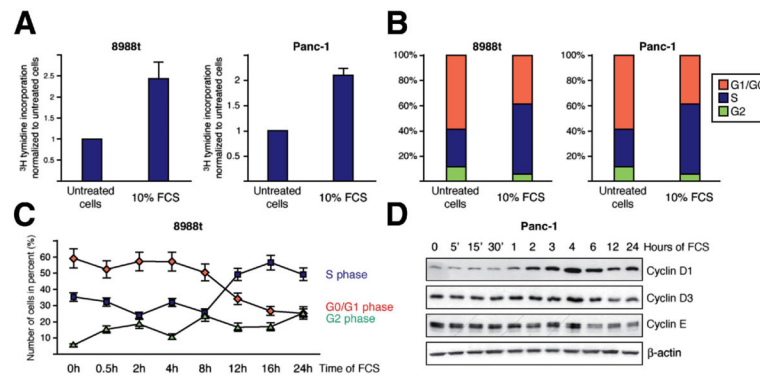 A
8988t
Panc-1
³H tymidine incorporation
normalized to untreated cells
2.5
2
1.5
1
0.5
Untreated
cells
10% FCS
³H tymidine incorporation
normalized to untreated cells
2
1.5
1
0.5
Untreated
cells
10% FCS
B
8988t
Panc-1
100%
80%
60%
40%
20%
Untreated
cells
10% FCS
100%
80%
60%
40%
20%
Untreated
cells
10% FCS
G1/G0
S
G2
C
8988t
Number of cells in percent (%)
60
50
40
30
20
10
S phase
G0/G1 phase
G2 phase
0h 0.5h 2h 4h 8h 12h 16h 24h Time of FCS
D
Panc-1
0 5' 15' 30' 1 2 3 4 6 12 24 Hours of FCS
Cyclin D1
Cyclin D3
Cyclin E
β-actin